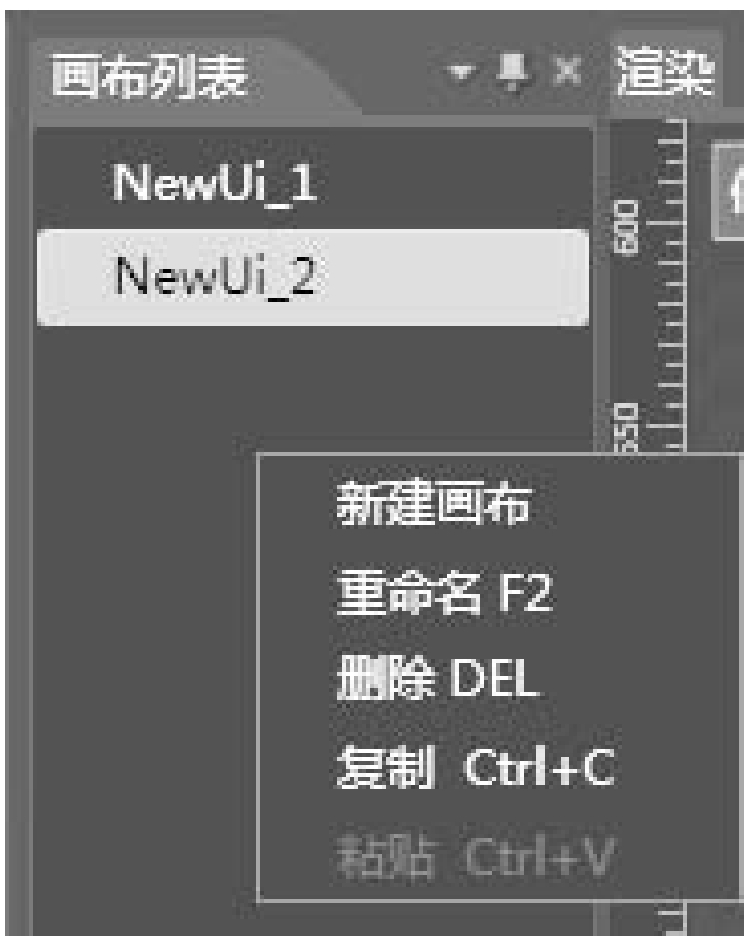 画布列表
渲染
NewUi_1
NewUi_2
600
550
新建画布
重命名 F2
删除 DEL
复制 Ctrl+C
粘贴 Ctrl+V